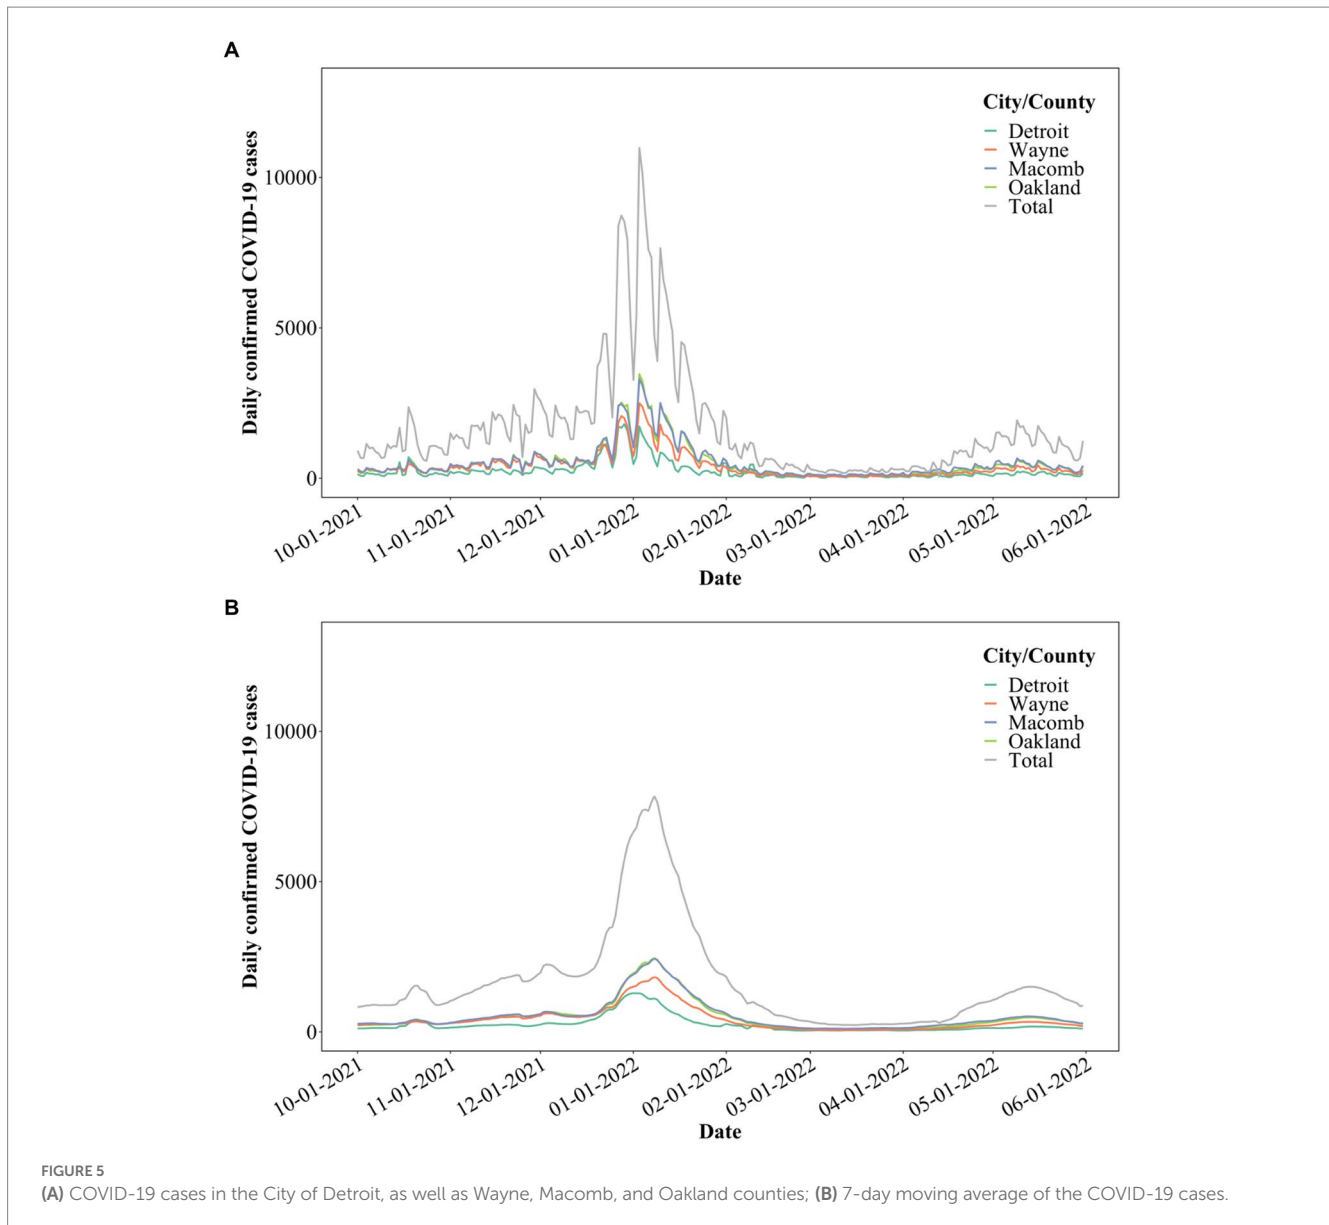 A
Daily confirmed COVID-19 cases
10000
5000
0
City/County
Detroit
Wayne
Macomb
Oakland
Total
10-01-2021
11-01-2021
12-01-2021
01-01-2022
02-01-2022
03-01-2022
04-01-2022
05-01-2022
06-01-2022
Date
B
Daily confirmed COVID-19 cases
10000
5000
0
City/County
Detroit
Wayne
Macomb
Oakland
Total
10-01-2021
11-01-2021
12-01-2021
01-01-2022
02-01-2022
03-01-2022
04-01-2022
05-01-2022
06-01-2022
Date
FIGURE 5
(A) COVID-19 cases in the City of Detroit, as well as Wayne, Macomb, and Oakland counties; (B) 7-day moving average of the COVID-19 cases.